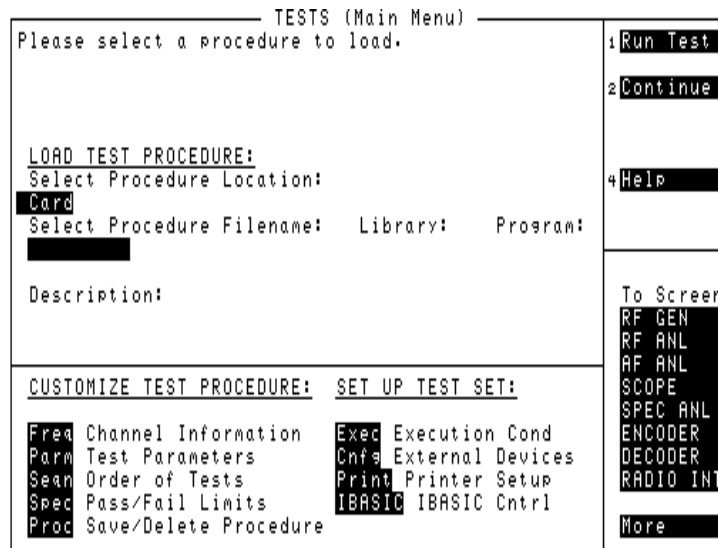 TESTS (Main Menu)
Please select a procedure to load.
LOAD TEST PROCEDURE:
Select Procedure Location:
Card
Select Procedure Filename: Library: Program:
Description:
CUSTOMIZE TEST PROCEDURE:
Freq Channel Information
Parm Test Parameters
Seqn Order of Tests
Spec Pass/Fail Limits
Proc Save/Delete Procedure
SET UP TEST SET:
Exec Execution Cond
Cnfg External Devices
Print Printer Setup
IBASIC IBASIC Cntrl
1 Run Test
2 Continue
4 Help
To Screen
RF GEN
RF ANL
AF ANL
SCOPE
SPEC ANL
ENCODER
DECODER
RADIO INT
More